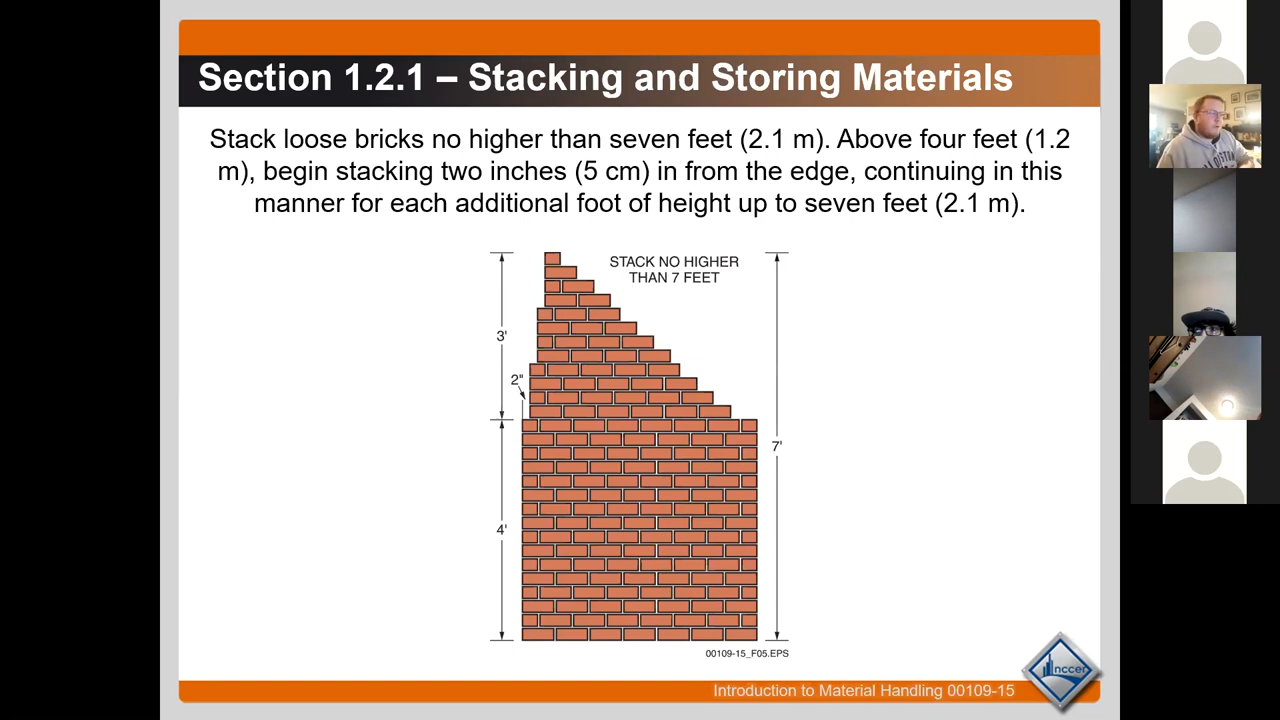 Section 1.2.1 – Stacking and Storing Materials
Stack loose bricks no higher than seven feet (2.1 m). Above four feet (1.2
m), begin stacking two inches (5 cm) in from the edge, continuing in this
manner for each additional foot of height up to seven feet (2.1 m).
STACK NO HIGHER
THAN 7 FEET
3'
2"
7'
4'
00109-15_F05.EPS
nccer
Introduction to Material Handling 00109-15